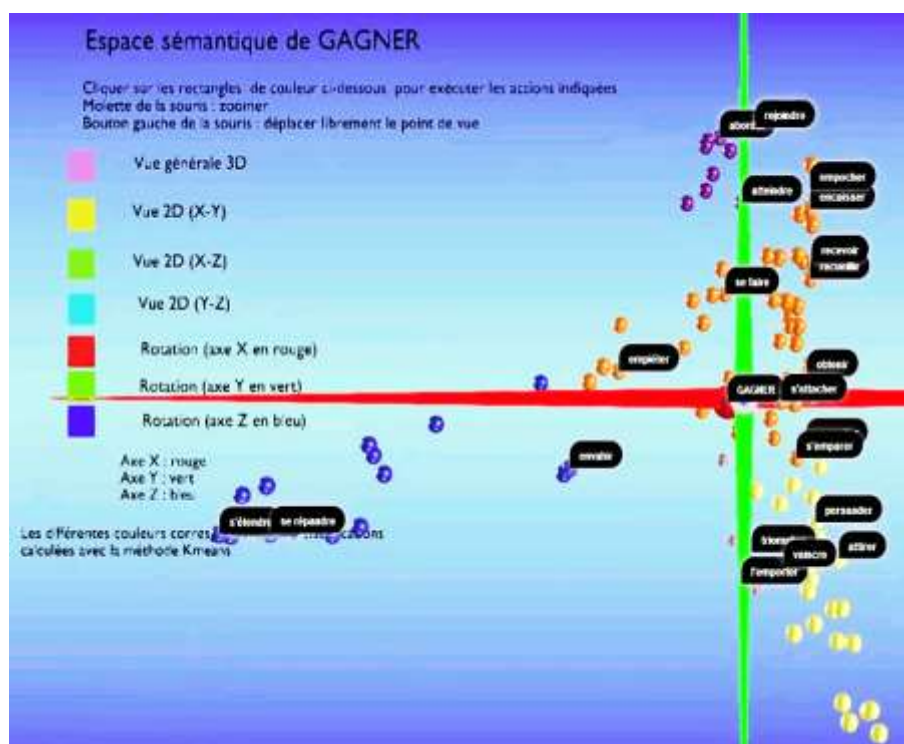 Espace sémantique de GAGNER
Cliquer sur les rectangles de couleur ci-dessous pour exécuter les actions indiquées
Molette de la souris : zoomer
Bouton gauche de la souris : déplacer librement le point de vue
Vue générale 3D
Vue 2D (X-Y)
Vue 2D (X-Z)
Vue 2D (Y-Z)
Rotation (axe X en rouge)
Rotation (axe Y en vert)
Rotation (axe Z en bleu)
Axe X : rouge
Axe Y : vert
Axe Z : bleu
Les différentes couleurs
calculées avec la méthode Kmeans
rejoindre
atteindre
empocher
encaisser
recevoir
recueillir
se faire
empiéter
obtenir
GAGNER
s'attacher
s'emparer
envahir
persuader
s'étendre
se répandre
vaincre
attirer
l'emporter